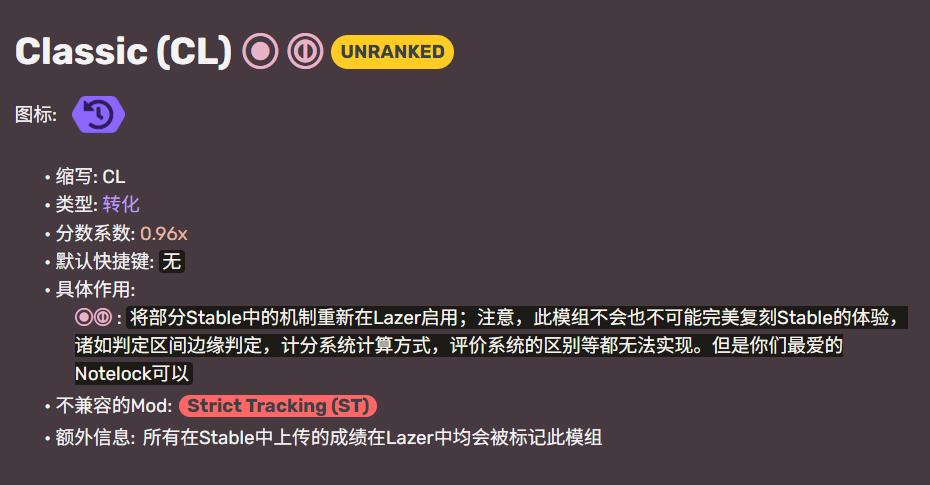 Classic (CL) UNRANKED
图标:
• 缩写: CL
• 类型: 转化
• 分数系数: 0.96x
• 默认快捷键: 无
• 具体作用:
: 将部分Stable中的机制重新在Lazer启用；注意，此模组不会也不可能完美复刻Stable的体验，
诸如判定区间边缘判定，计分系统计算方式，评价系统的区别等都无法实现。但是你们最爱的
Notelock可以
• 不兼容的Mod: Strict Tracking (ST)
• 额外信息: 所有在Stable中上传的成绩在Lazer中均会被标记此模组